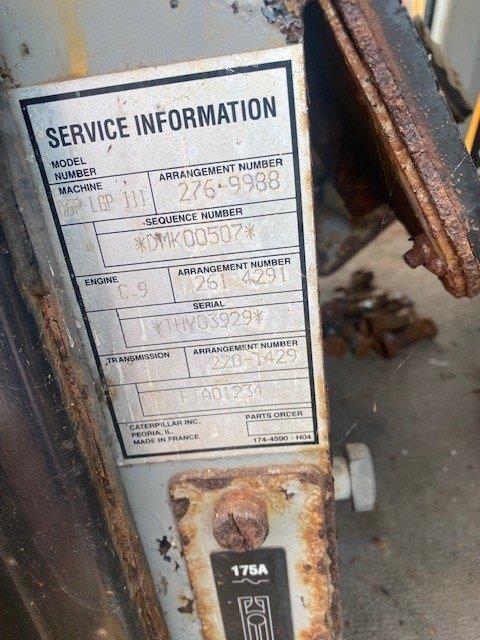 SERVICE INFORMATION
MODEL
NUMBER
MACHINE
ARRANGEMENT NUMBER
LGP III
276-9988
SEQUENCE NUMBER
*DMK00507*
ENGINE
ARRANGEMENT NUMBER
C.9
261-4291
SERIAL
*THY03929*
TRANSMISSION
ARRANGEMENT NUMBER
220-1429
CATERPILLAR INC.
PEORIA, IL
MADE IN FRANCE
PARTS ORDER
174-4590 - H04
175A